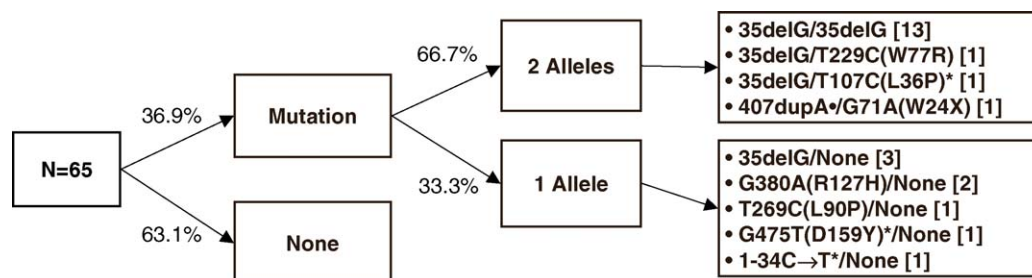 N=65
36.9%
63.1%
Mutation
None
66.7%
33.3%
2 Alleles
1 Allele
• 35delG/35delG [13]
• 35delG/T229C(W77R) [1]
• 35delG/T107C(L36P)* [1]
• 407dupA•/G71A(W24X) [1]
• 35delG/None [3]
• G380A(R127H)/None [2]
• T269C(L90P)/None [1]
• G475T(D159Y)*/None [1]
• 1-34C→T*/None [1]